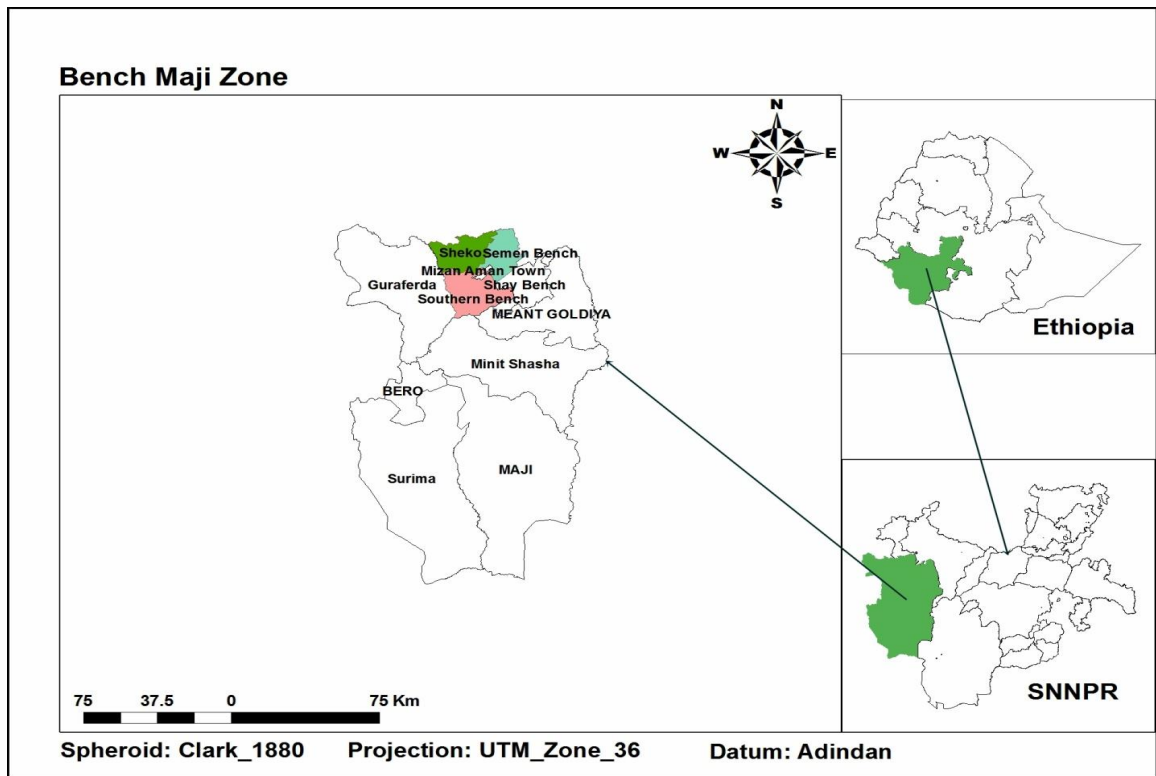 Bench Maji Zone
N
W E
S
Sheko Semen Bench
Mizan Aman Town
Guraferda Shay Bench
Southern Bench
MEANT GOLDIYA
Minit Shasha
BERO
Surima MAJI
75 37.5 0 75 Km
Spheroid: Clark_1880 Projection: UTM_Zone_36 Datum: Adindan
Ethiopia
SNNPR